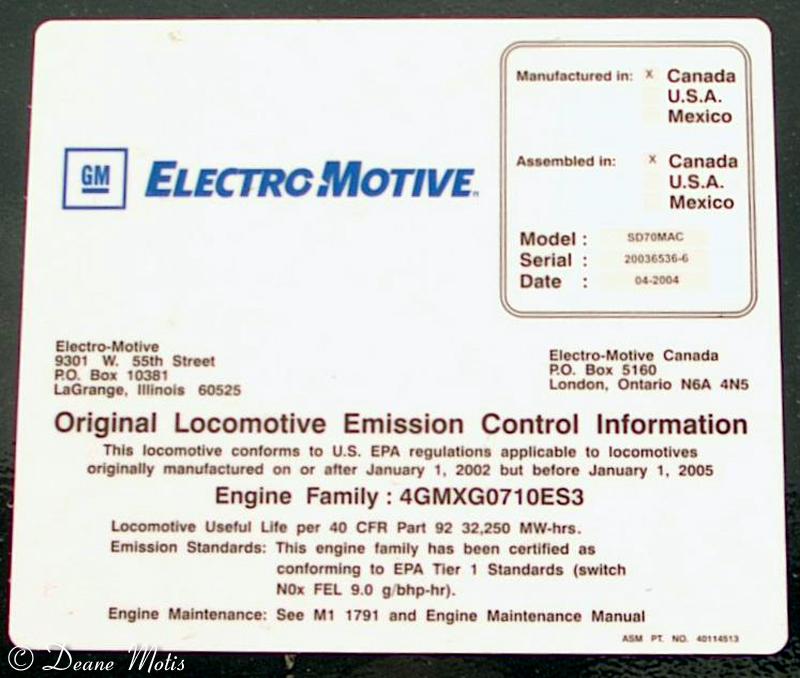 Manufactured in: X Canada
U.S.A.
Mexico
Assembled in: X Canada
U.S.A.
Mexico
Model : SD70MAC
Serial : 20036536-6
Date : 04-2004
GM ELECTRO-MOTIVE
Electro-Motive
9301 W. 55th Street
P.O. Box 10381
LaGrange, Illinois 60525
Electro-Motive Canada
P.O. Box 5160
London, Ontario N6A 4N5
Original Locomotive Emission Control Information
This locomotive conforms to U.S. EPA regulations applicable to locomotives
originally manufactured on or after January 1, 2002 but before January 1, 2005
Engine Family : 4GMXG0710ES3
Locomotive Useful Life per 40 CFR Part 92 32,250 MW-hrs.
Emission Standards: This engine family has been certified as
conforming to EPA Tier 1 Standards (switch
N0x FEL 9.0 g/bhp-hr).
Engine Maintenance: See M1 1791 and Engine Maintenance Manual
ASM PT. NO. 40114513
© Deane Motis